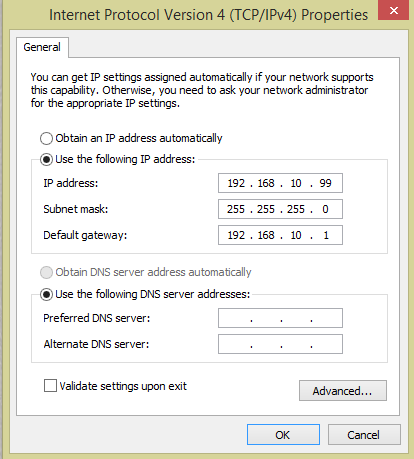 Internet Protocol Version 4 (TCP/IPv4) Properties
General
You can get IP settings assigned automatically if your network supports
this capability. Otherwise, you need to ask your network administrator
for the appropriate IP settings.
Obtain an IP address automatically
Use the following IP address:
IP address: 192 . 168 . 10 . 99
Subnet mask: 255 . 255 . 255 . 0
Default gateway: 192 . 168 . 10 . 1
Obtain DNS server address automatically
Use the following DNS server addresses:
Preferred DNS server: . . .
Alternate DNS server: . . .
Validate settings upon exit
Advanced...
OK Cancel